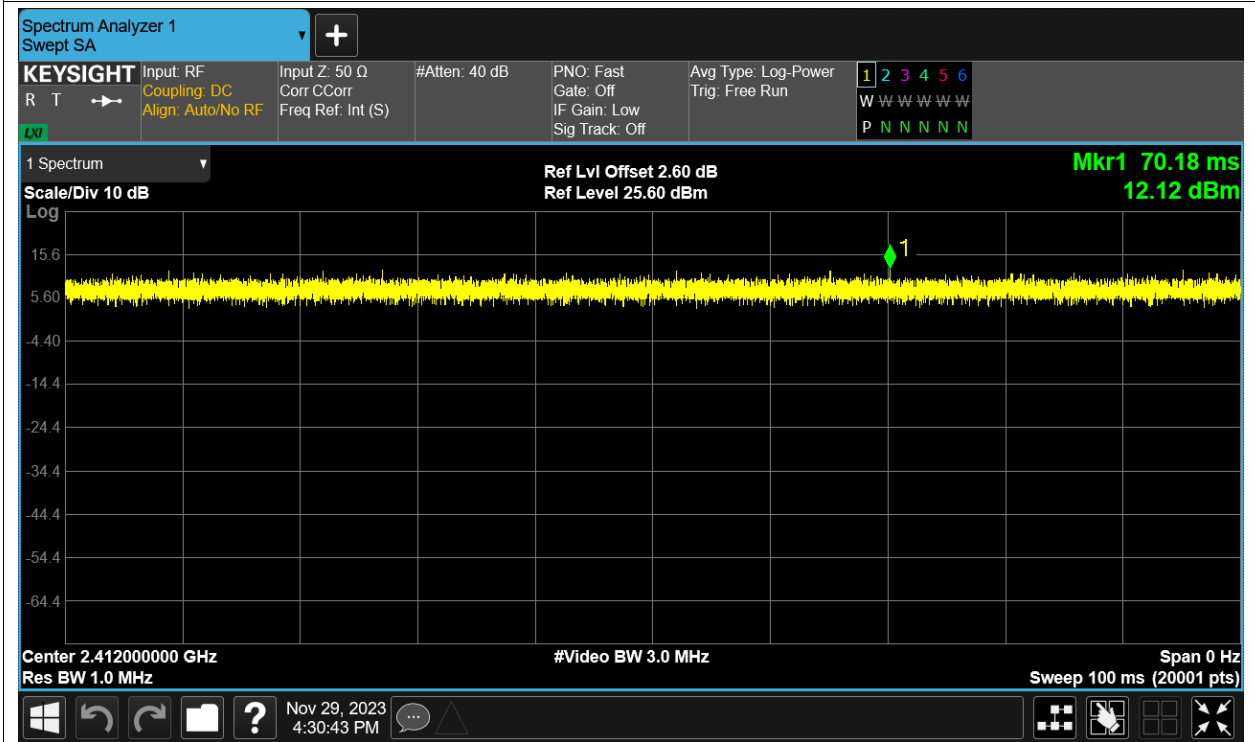 Spectrum Analyzer 1
Swept SA
KEYSIGHT
R T
LXI
Input: RF
Coupling: DC
Align: Auto/No RF
Input Z: 50 Ω
Corr CCorr
Freq Ref: Int (S)
#Atten: 40 dB
PNO: Fast
Gate: Off
IF Gain: Low
Sig Track: Off
Avg Type: Log-Power
Trig: Free Run
1 2 3 4 5 6
W W W W W W
P N N N N N
1 Spectrum
Scale/Div 10 dB
Log
Ref Lvl Offset 2.60 dB
Ref Level 25.60 dBm
Mkr1 70.18 ms
12.12 dBm
1
15.6
5.60
-4.40
-14.4
-24.4
-34.4
-44.4
-54.4
-64.4
Center 2.412000000 GHz
Res BW 1.0 MHz
#Video BW 3.0 MHz
Span 0 Hz
Sweep 100 ms (20001 pts)
?
Nov 29, 2023
4:30:43 PM